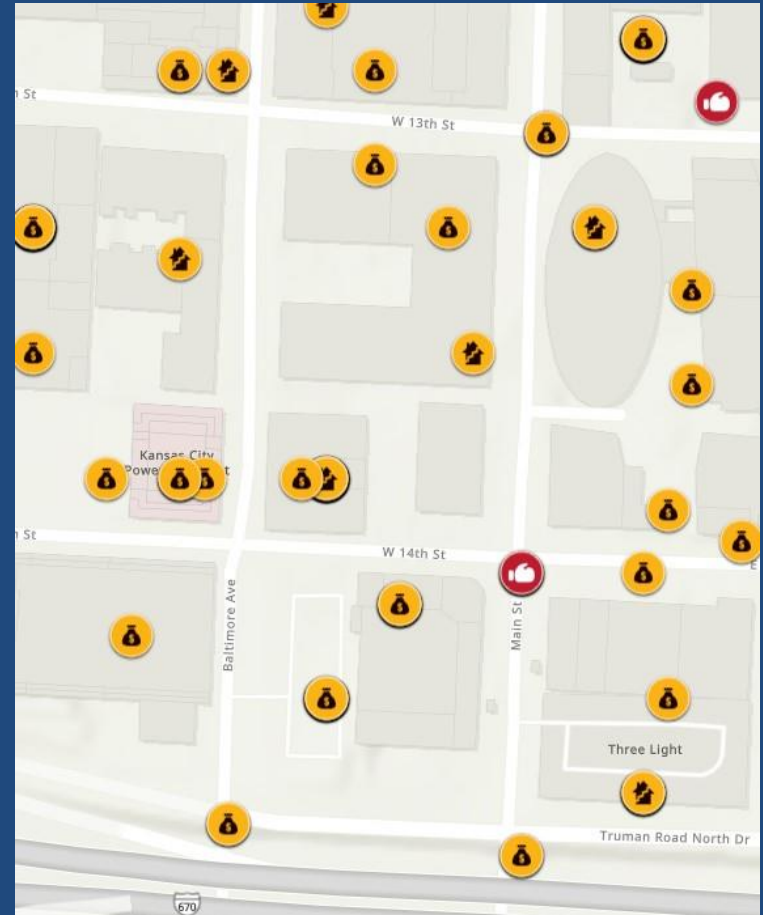 St
W 13th St
Kansas City
Power
t
St
W 14th St
E
Baltimore Ave
Main St
Three Light
Truman Road North Dr
670